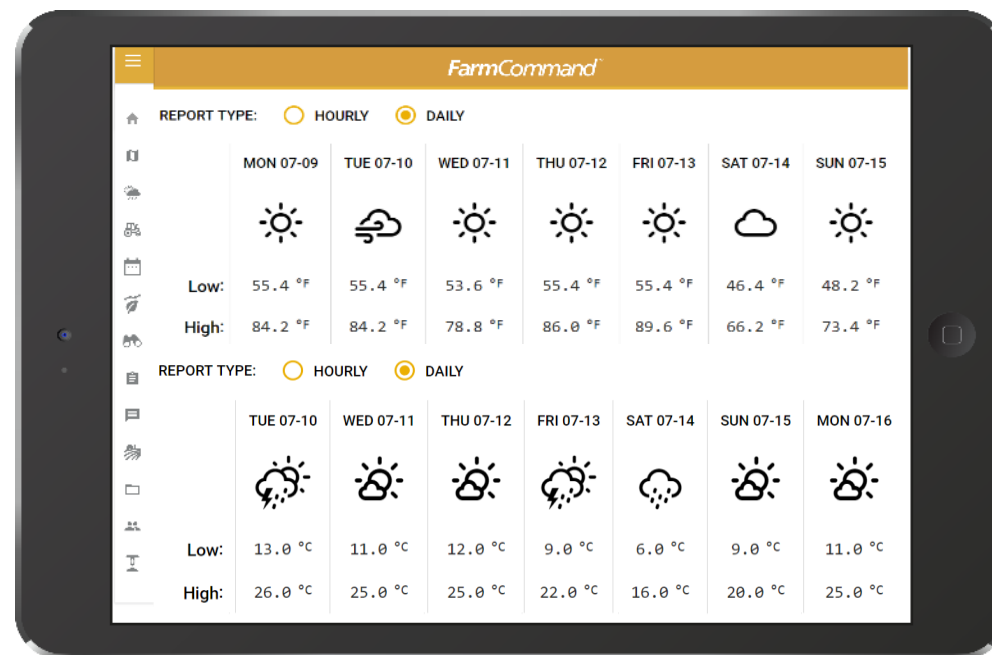 FarmCommand™
REPORT TYPE: HOURLY DAILY
MON 07-09 TUE 07-10 WED 07-11 THU 07-12 FRI 07-13 SAT 07-14 SUN 07-15
Low: 55.4 °F 55.4 °F 53.6 °F 55.4 °F 55.4 °F 46.4 °F 48.2 °F
High: 84.2 °F 84.2 °F 78.8 °F 86.0 °F 89.6 °F 66.2 °F 73.4 °F
REPORT TYPE: HOURLY DAILY
TUE 07-10 WED 07-11 THU 07-12 FRI 07-13 SAT 07-14 SUN 07-15 MON 07-16
Low: 13.0 °C 11.0 °C 12.0 °C 9.0 °C 6.0 °C 9.0 °C 11.0 °C
High: 26.0 °C 25.0 °C 25.0 °C 22.0 °C 16.0 °C 20.0 °C 25.0 °C